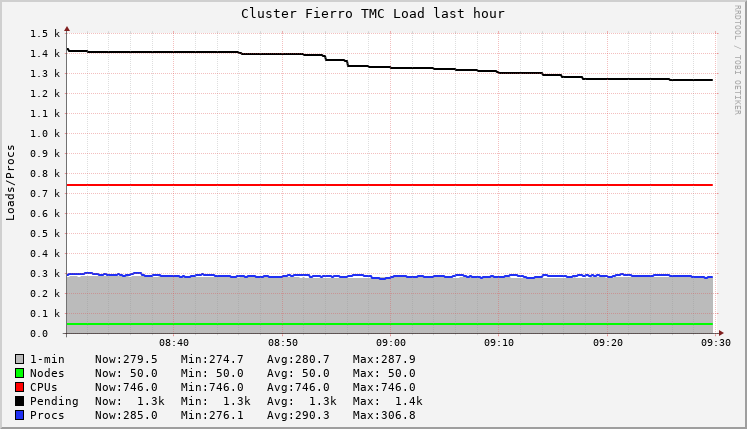 Cluster Fierro TMC Load last hour
RRDTOOL / TOBI OETIKER
Loads/Procs
1.5 k
1.4 k
1.3 k
1.2 k
1.1 k
1.0 k
0.9 k
0.8 k
0.7 k
0.6 k
0.5 k
0.4 k
0.3 k
0.2 k
0.1 k
0.0
08:40 08:50 09:00 09:10 09:20 09:30
1-min Now:279.5 Min:274.7 Avg:280.7 Max:287.9
Nodes Now: 50.0 Min: 50.0 Avg: 50.0 Max: 50.0
CPUs Now:746.0 Min:746.0 Avg:746.0 Max:746.0
Pending Now: 1.3k Min: 1.3k Avg: 1.3k Max: 1.4k
Procs Now:285.0 Min:276.1 Avg:290.3 Max:306.8